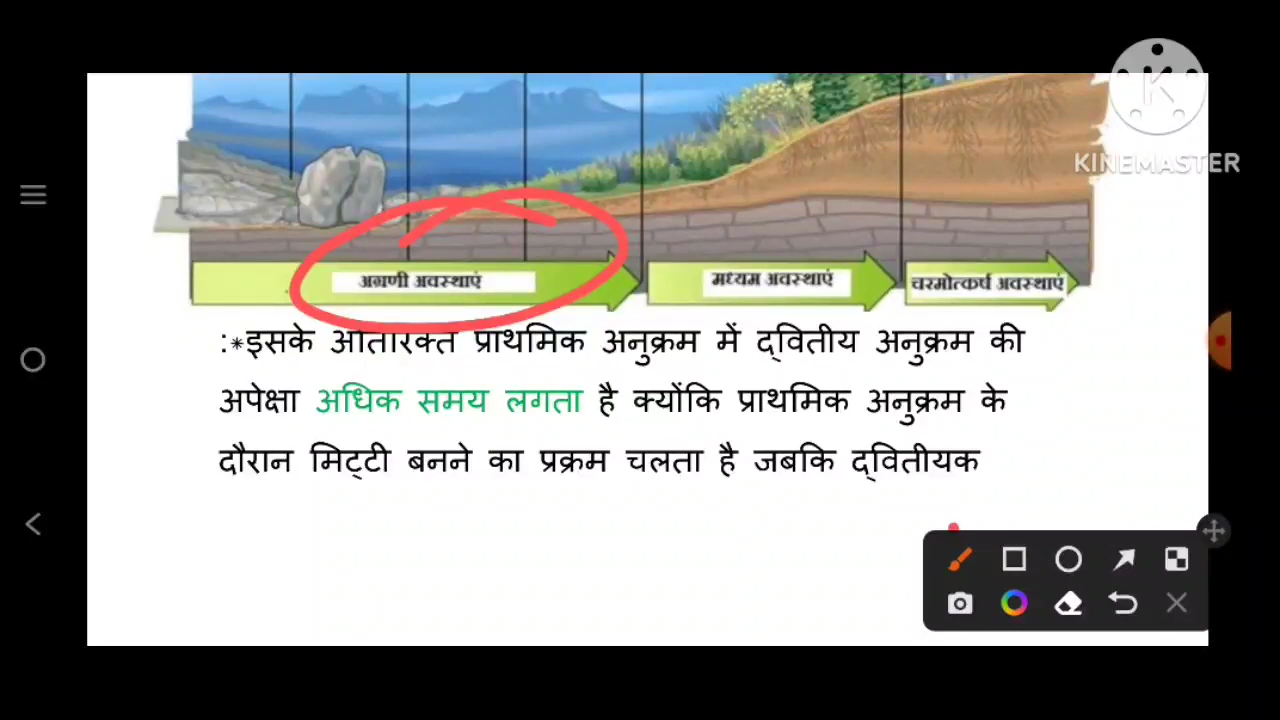 KINEMASTER
अग्रणी अवस्थाएं
मध्यम अवस्थाएं
चरमोत्कर्ष अवस्थाएं
:*इसके अतिरिक्त प्राथमिक अनुक्रम में द्वितीय अनुक्रम की
अपेक्षा अधिक समय लगता है क्योंकि प्राथमिक अनुक्रम के
दौरान मिट्टी बनने का प्रक्रम चलता है जबकि द्वितीयक